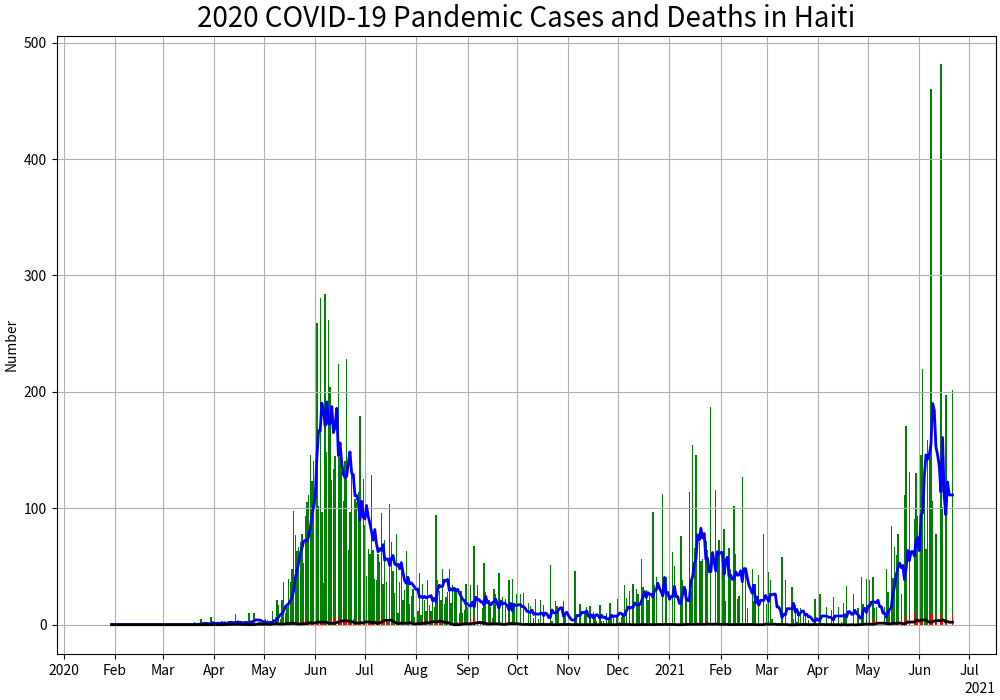 2020 COVID-19 Pandemic Cases and Deaths in Haiti
Number
500
400
300
200
100
0
2020 Feb Mar Apr May Jun Jul Aug Sep Oct Nov Dec 2021 Feb Mar Apr May Jun Jul
2021